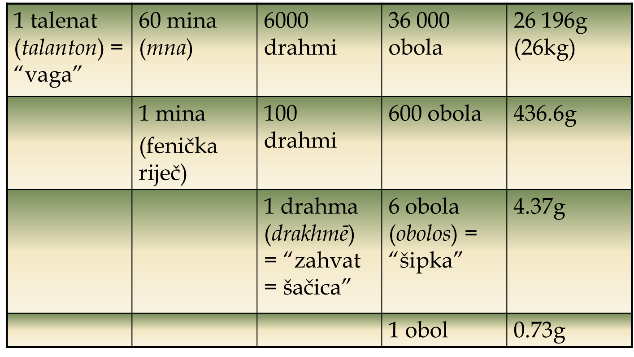 1 talenat
(talanton) =
“vaga”
60 mina
(mna)
6000
drahmi
36 000
obola
26 196g
(26kg)
1 mina
(fenička
riječ)
100
drahmi
600 obola
436.6g
1 drahma
(drakhmē)
= “zahvat
= šačica”
6 obola
(obolos) =
“šipka”
4.37g
1 obol
0.73g